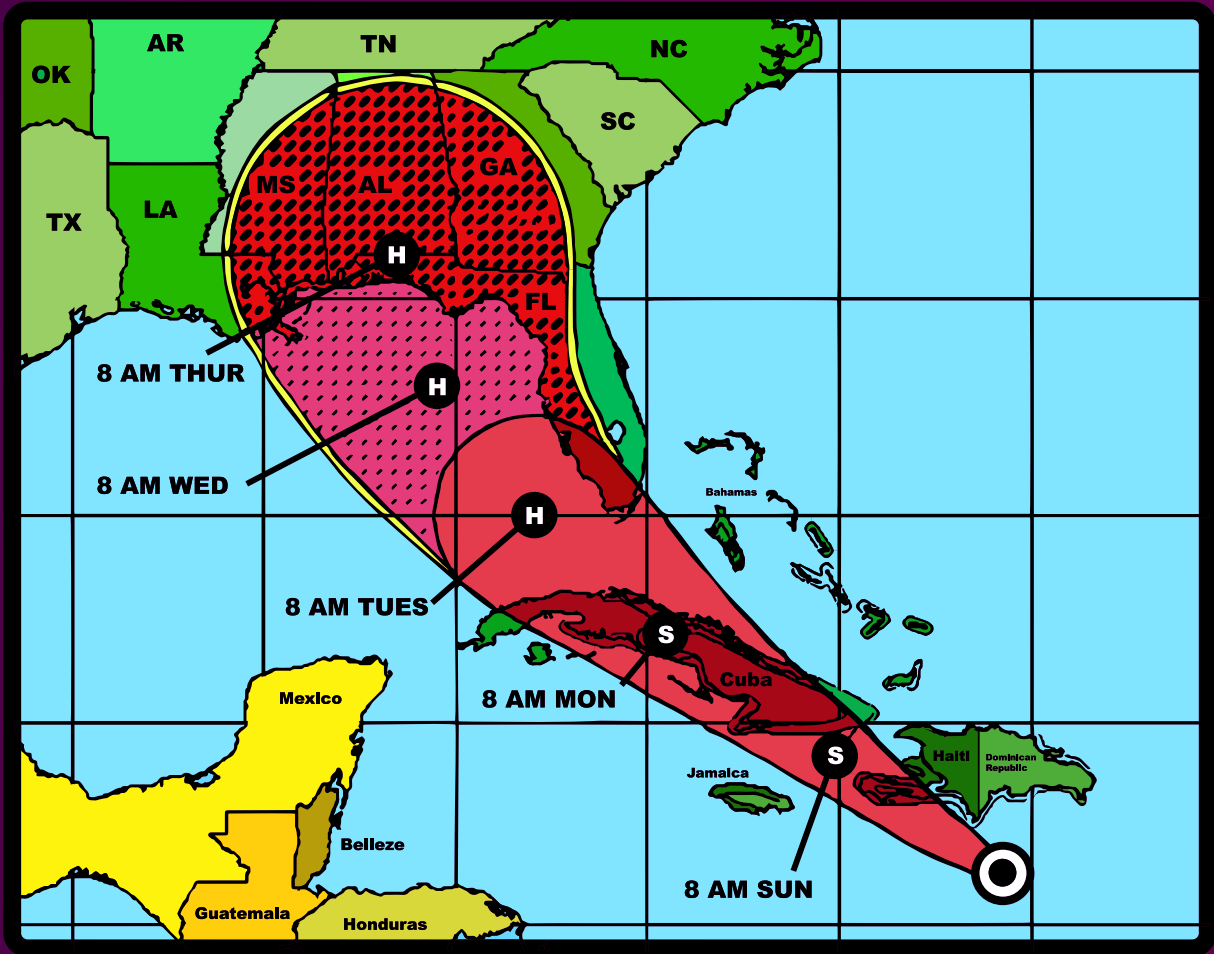 AR
TN
NC
OK
SC
GA
MS
AL
LA
TX
H
FL
8 AM THUR
H
8 AM WED
Bahamas
H
8 AM TUES
S
Cuba
8 AM MON
Mexico
S
Haiti
Dominican
Republic
Jamaica
Belleze
8 AM SUN
Guatemala
Honduras